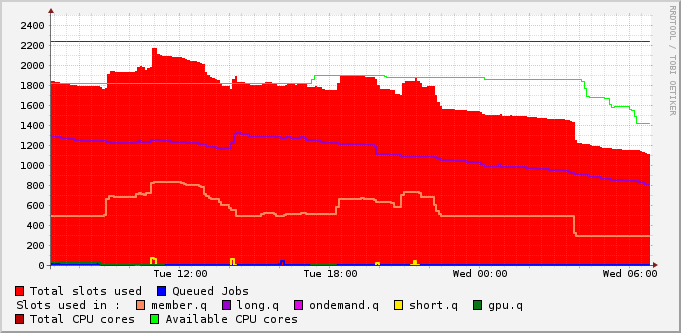 RRDTOOL / TOBI OETIKER
2400
2200
2000
1800
1600
1400
1200
1000
800
600
400
200
0
Tue 12:00 Tue 18:00 Wed 00:00 Wed 06:00
Total slots used Queued Jobs
Slots used in : member.q long.q ondemand.q short.q gpu.q
Total CPU cores Available CPU cores